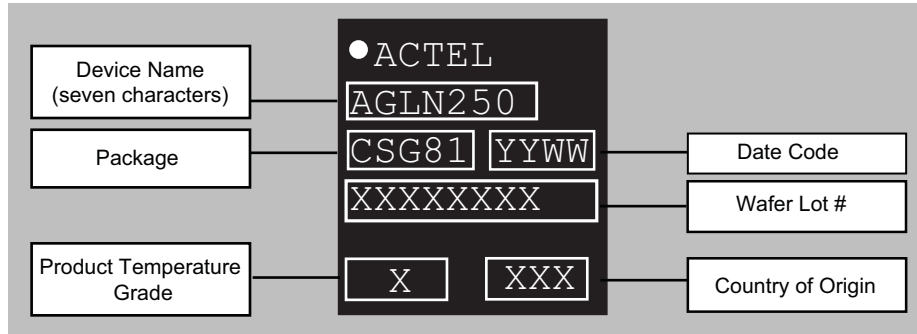 ACTEL
Device Name
(seven characters)
AGLN250
Package
CSG81 YYWW
Date Code
XXXXXXXX
Wafer Lot #
Product Temperature
Grade
X XXX
Country of Origin